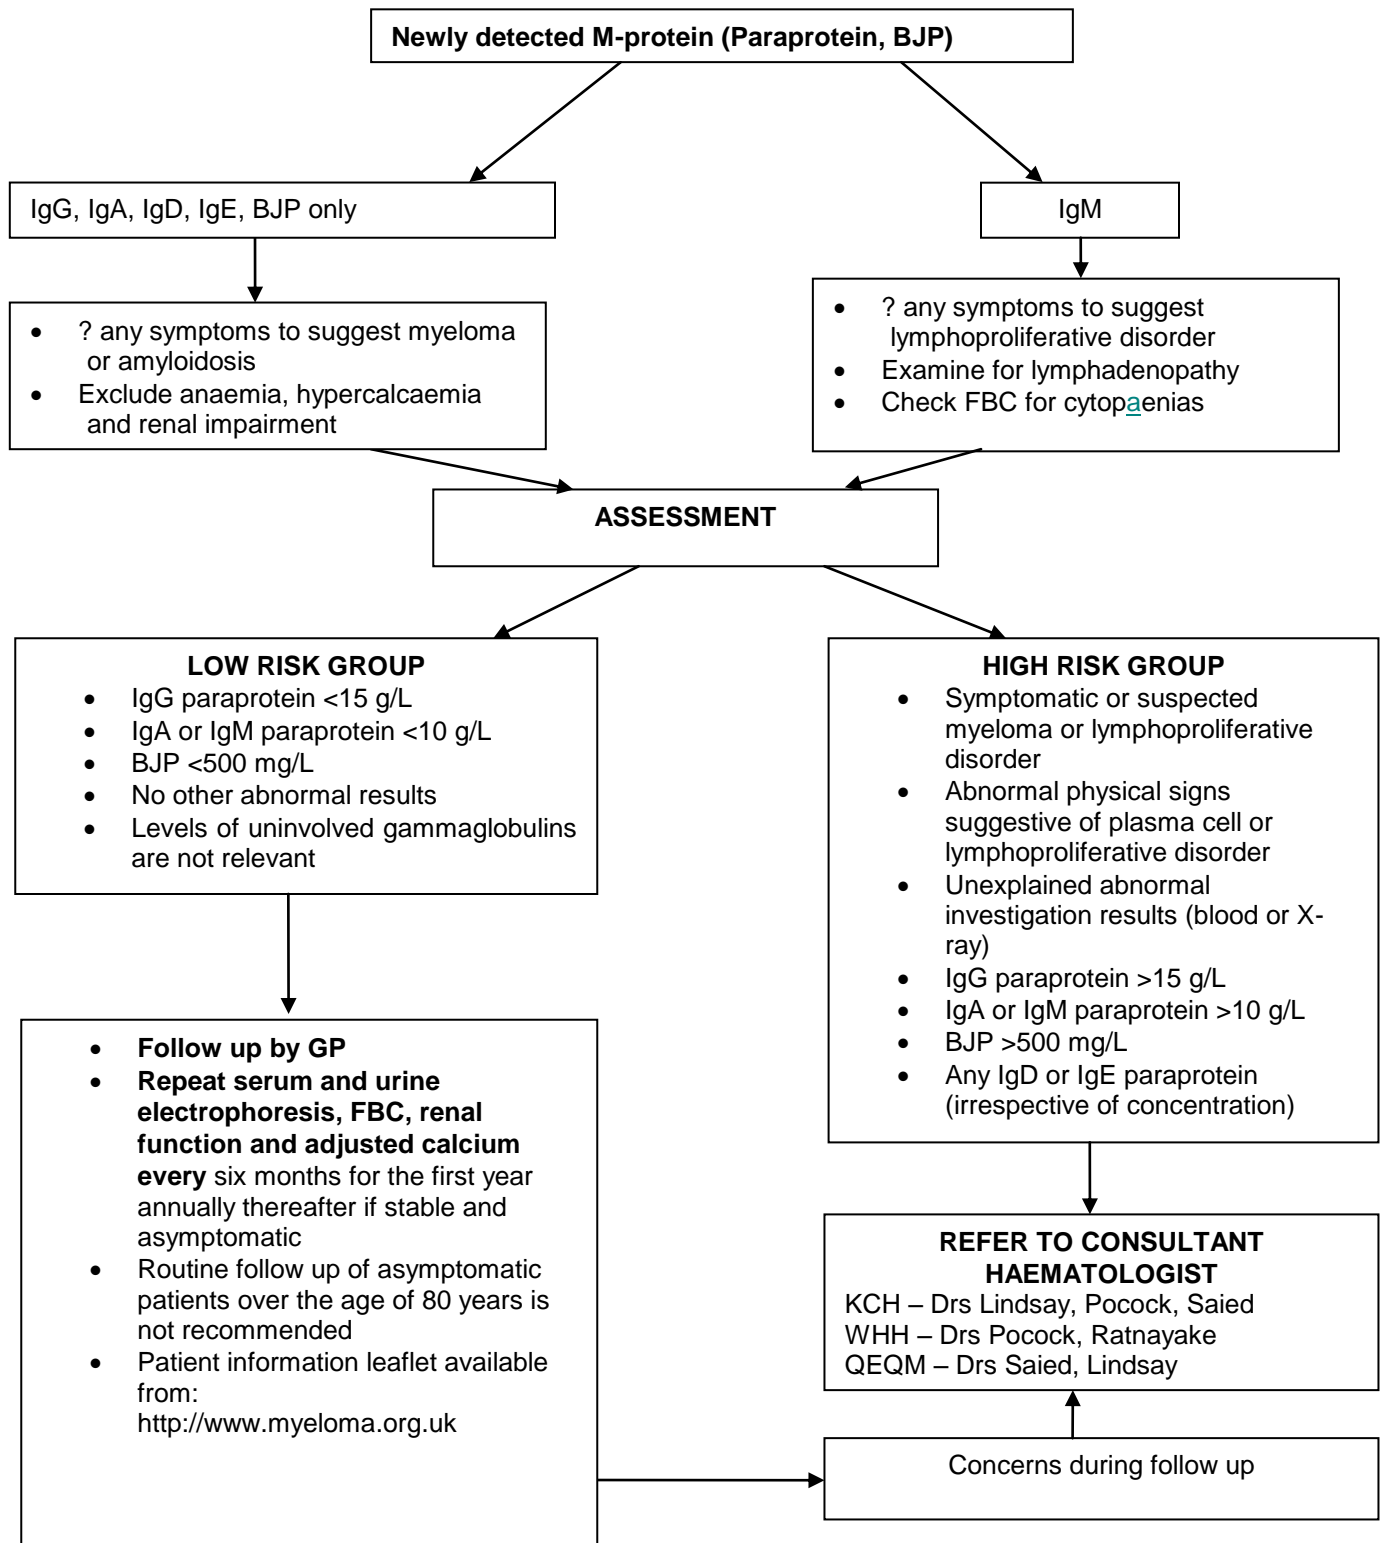 Newly detected M-protein (Paraprotein, BJP)
IgG, IgA, IgD, IgE, BJP only
IgM
• ? any symptoms to suggest myeloma
or amyloidosis
• Exclude anaemia, hypercalcaemia
and renal impairment
• ? any symptoms to suggest
lymphoproliferative disorder
• Examine for lymphadenopathy
• Check FBC for cytopaenias
ASSESSMENT
LOW RISK GROUP
• IgG paraprotein <15 g/L
• IgA or IgM paraprotein <10 g/L
• BJP <500 mg/L
• No other abnormal results
• Levels of uninvolved gammaglobulins
are not relevant
HIGH RISK GROUP
• Symptomatic or suspected
myeloma or lymphoproliferative
disorder
• Abnormal physical signs
suggestive of plasma cell or
lymphoproliferative disorder
• Unexplained abnormal
investigation results (blood or X-
ray)
• IgG paraprotein >15 g/L
• IgA or IgM paraprotein >10 g/L
• BJP >500 mg/L
• Any IgD or IgE paraprotein
(irrespective of concentration)
• Follow up by GP
• Repeat serum and urine
electrophoresis, FBC, renal
function and adjusted calcium
every six months for the first year
annually thereafter if stable and
asymptomatic
• Routine follow up of asymptomatic
patients over the age of 80 years is
not recommended
• Patient information leaflet available
from:
http://www.myeloma.org.uk
REFER TO CONSULTANT
HAEMATOLOGIST
KCH – Drs Lindsay, Pocock, Saied
WHH – Drs Pocock, Ratnayake
QEQM – Drs Saied, Lindsay
Concerns during follow up